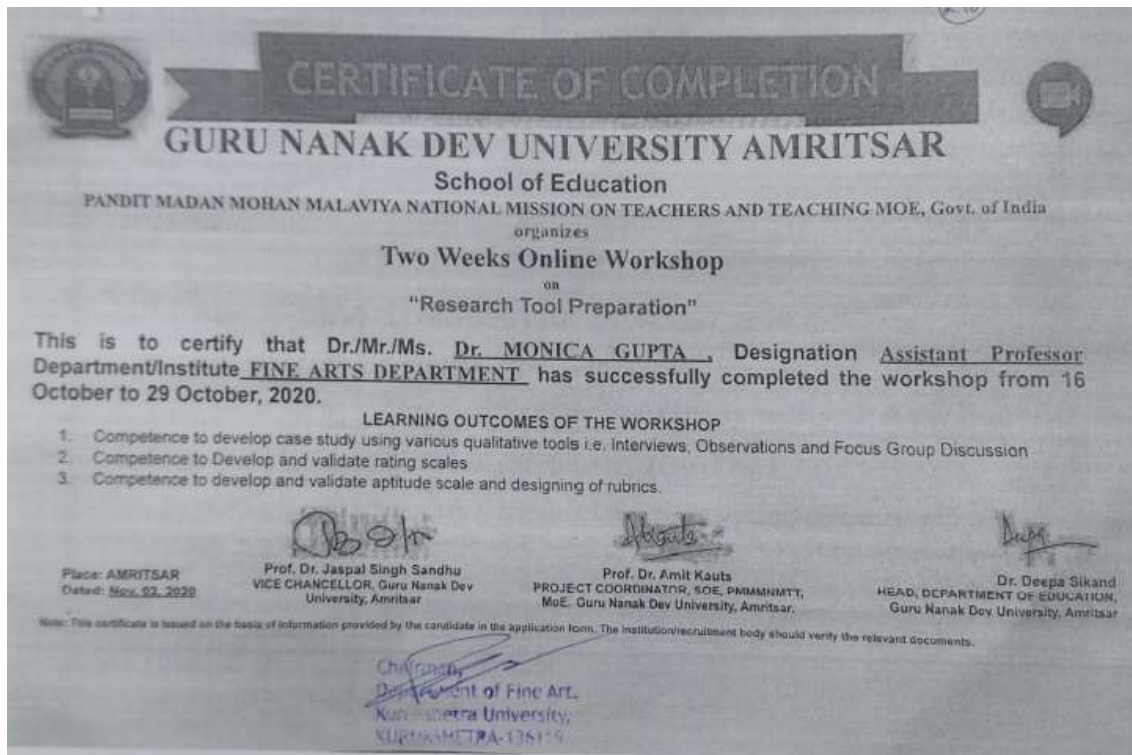 CERTIFICATE OF COMPLETION
GURU NANAK DEV UNIVERSITY AMRITSAR
School of Education
PANDIT MADAN MOHAN MALAVIYA NATIONAL MISSION ON TEACHERS AND TEACHING MOE, Govt. of India
organizes
Two Weeks Online Workshop
on
"Research Tool Preparation"
This is to certify that Dr./Mr./Ms. Dr. MONICA GUPTA , Designation Assistant Professor
Department/Institute FINE ARTS DEPARTMENT has successfully completed the workshop from 16
October to 29 October, 2020.
LEARNING OUTCOMES OF THE WORKSHOP
1. Competence to develop case study using various qualitative tools i.e. Interviews, Observations and Focus Group Discussion
2. Competence to Develop and validate rating scales
3. Competence to develop and validate aptitude scale and designing of rubrics.
Place: AMRITSAR
Dated: Nov. 02, 2020
Prof. Dr. Jaspal Singh Sandhu
VICE CHANCELLOR, Guru Nanak Dev
University, Amritsar
Prof. Dr. Amit Kauts
PROJECT COORDINATOR, SOE, PMMMNMTT,
MoE. Guru Nanak Dev University, Amritsar.
Dr. Deepa Sikand
HEAD, DEPARTMENT OF EDUCATION,
Guru Nanak Dev University, Amritsar
Note: This certificate is issued on the basis of information provided by the candidate in the application form. The institution/recruitment body should verify the relevant documents.
Chairman,
Department of Fine Art,
Kurukshetra University,
KURUKSHETRA-136119